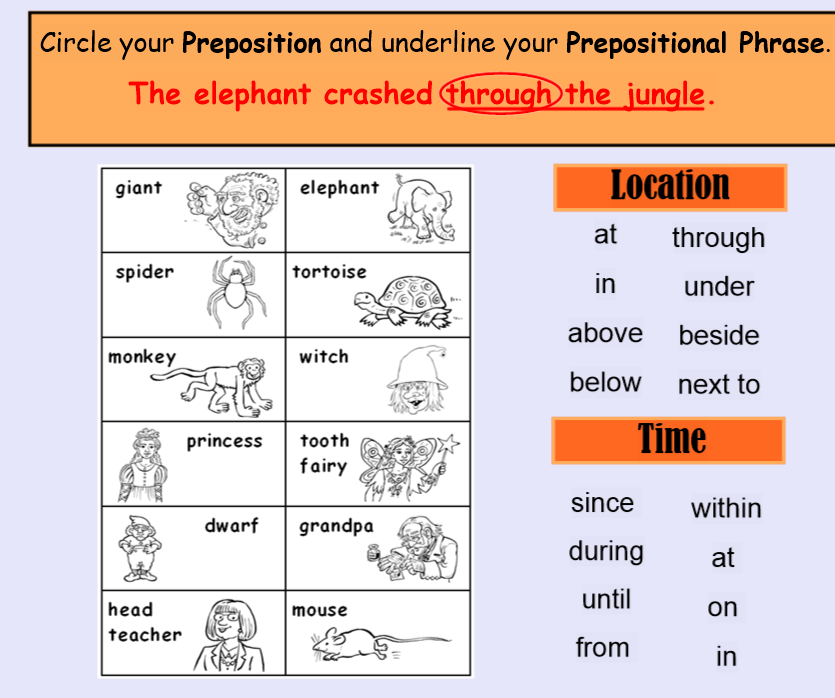 Circle your Preposition and underline your Prepositional Phrase.
The elephant crashed through the jungle.
giant
elephant
spider
tortoise
monkey
witch
princess
tooth
fairy
dwarf
grandpa
head
teacher
mouse
Location
at through
in under
above beside
below next to
Time
since within
during at
until on
from in